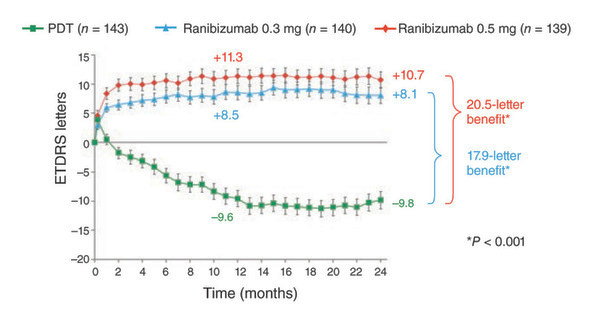 PDT (n = 143) Ranibizumab 0.3 mg (n = 140) Ranibizumab 0.5 mg (n = 139)
ETDRS letters
15
10
5
0
−5
−10
−15
−20
+11.3
+8.5
−9.6
+10.7
+8.1
−9.8
20.5-letter
benefit*
17.9-letter
benefit*
*P < 0.001
0 2 4 6 8 10 12 14 16 18 20 22 24
Time (months)